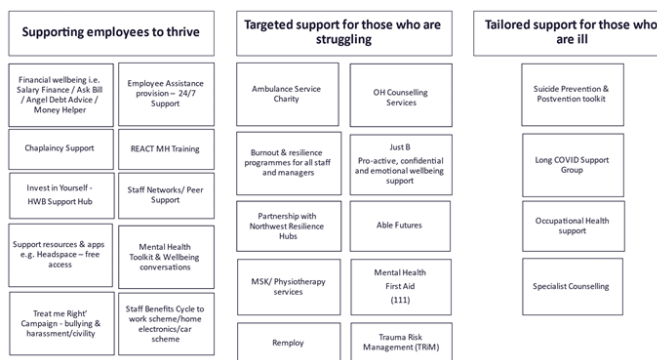 Supporting employees to thrive
Financial wellbeing i.e.
Salary Finance / Ask Bill
/ Angel Debt Advice /
Money Helper
Employee Assistance
provision – 24/7
Support
Chaplaincy Support
REACT MH Training
Invest in Yourself -
HWB Support Hub
Staff Networks/ Peer
Support
Support resources & apps
e.g. Headspace – free
access
Mental Health
Toolkit & Wellbeing
conversations
Treat me Right’
Campaign - bullying &
harassment/civility
Staff Benefits Cycle to
work scheme/home
electronics/car
scheme
Targeted support for those who are
struggling
Ambulance Service
Charity
OH Counselling
Services
Burnout & resilience
programmes for all staff
and managers
Just B
Pro-active, confidential
and emotional wellbeing
support
Partnership with
Northwest Resilience
Hubs
Able Futures
MSK/ Physiotherapy
services
Mental Health
First Aid
(111)
Remploy
Trauma Risk
Management (TRiM)
Tailored support for those who
are ill
Suicide Prevention &
Postvention toolkit
Long COVID Support
Group
Occupational Health
support
Specialist Counselling